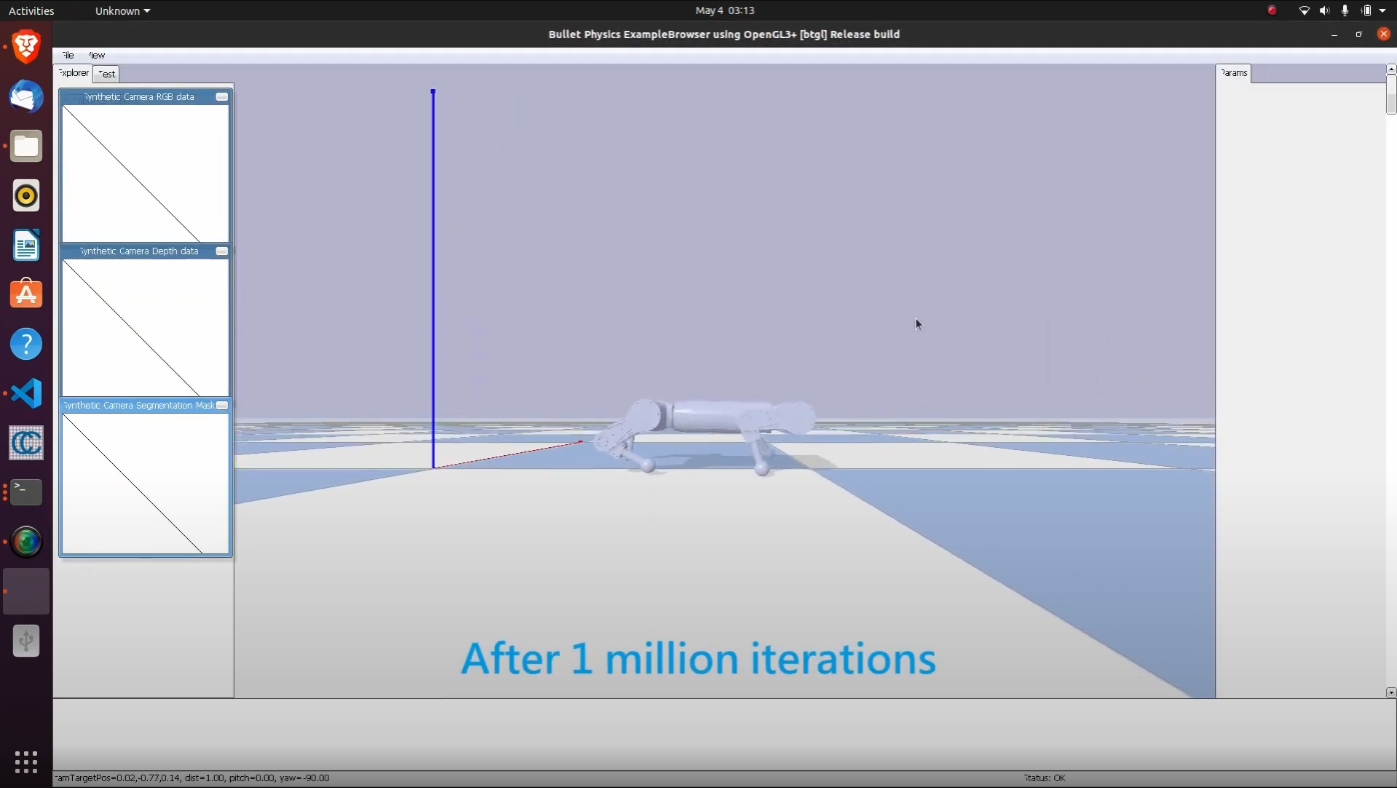 Activities
Unknown
May 4 03:13
Bullet Physics ExampleBrowser using OpenGL3+ [btgl] Release build
File View
Explorer Test
Params
Synthetic Camera RGB data
Synthetic Camera Depth data
Synthetic Camera Segmentation Mask
After 1 million iterations
camTargetPos=0.02,-0.77,0.14, dist=1.00, pitch=0.00, yaw=-90.00
Status: OK